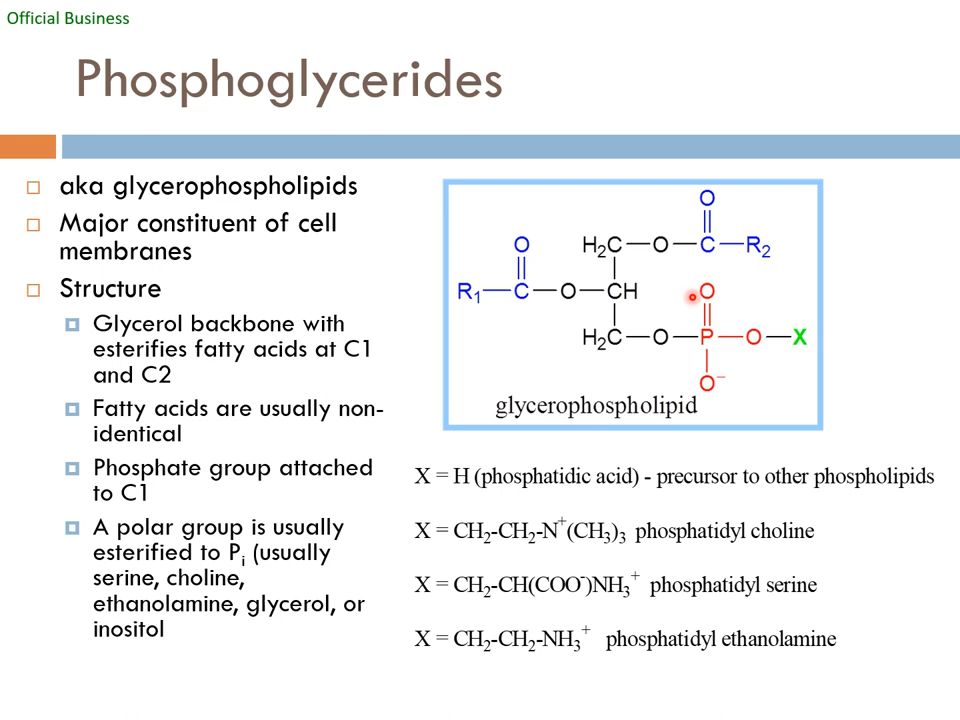 Official Business
Phosphoglycerides
aka glycerophospholipids
Major constituent of cell
membranes
Structure
Glycerol backbone with
esterifies fatty acids at C1
and C2
Fatty acids are usually non-
identical
Phosphate group attached
to C1
A polar group is usually
esterified to Pi (usually
serine, choline,
ethanolamine, glycerol, or
inositol
O
O H2C—O—C—R2
R1—C—O—CH O
H2C—O—P—O—X
O−
glycerophospholipid
X = H (phosphatidic acid) - precursor to other phospholipids
X = CH2-CH2-N+(CH3)3 phosphatidyl choline
X = CH2-CH(COO-)NH3+ phosphatidyl serine
X = CH2-CH2-NH3+ phosphatidyl ethanolamine